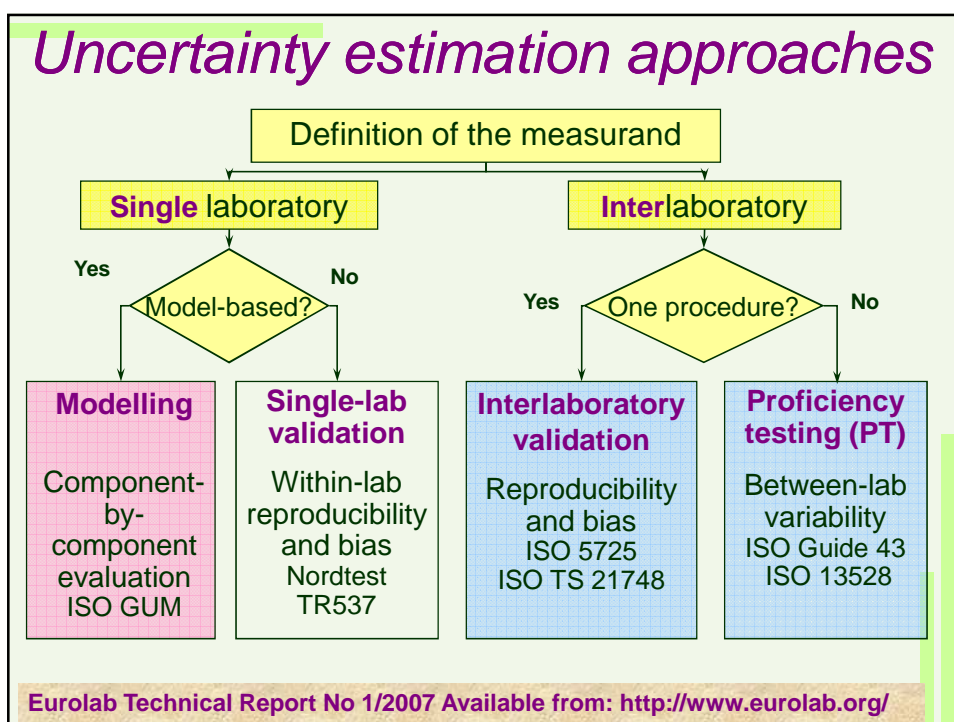 Uncertainty estimation approaches
Definition of the measurand
Single laboratory
Interlaboratory
Yes
No
Model-based?
Yes
No
One procedure?
Modelling
Component-
by-
component
evaluation
ISO GUM
Single-lab
validation
Within-lab
reproducibility
and bias
Nordtest
TR537
Interlaboratory
validation
Reproducibility
and bias
ISO 5725
ISO TS 21748
Proficiency
testing (PT)
Between-lab
variability
ISO Guide 43
ISO 13528
Eurolab Technical Report No 1/2007 Available from: http://www.eurolab.org/